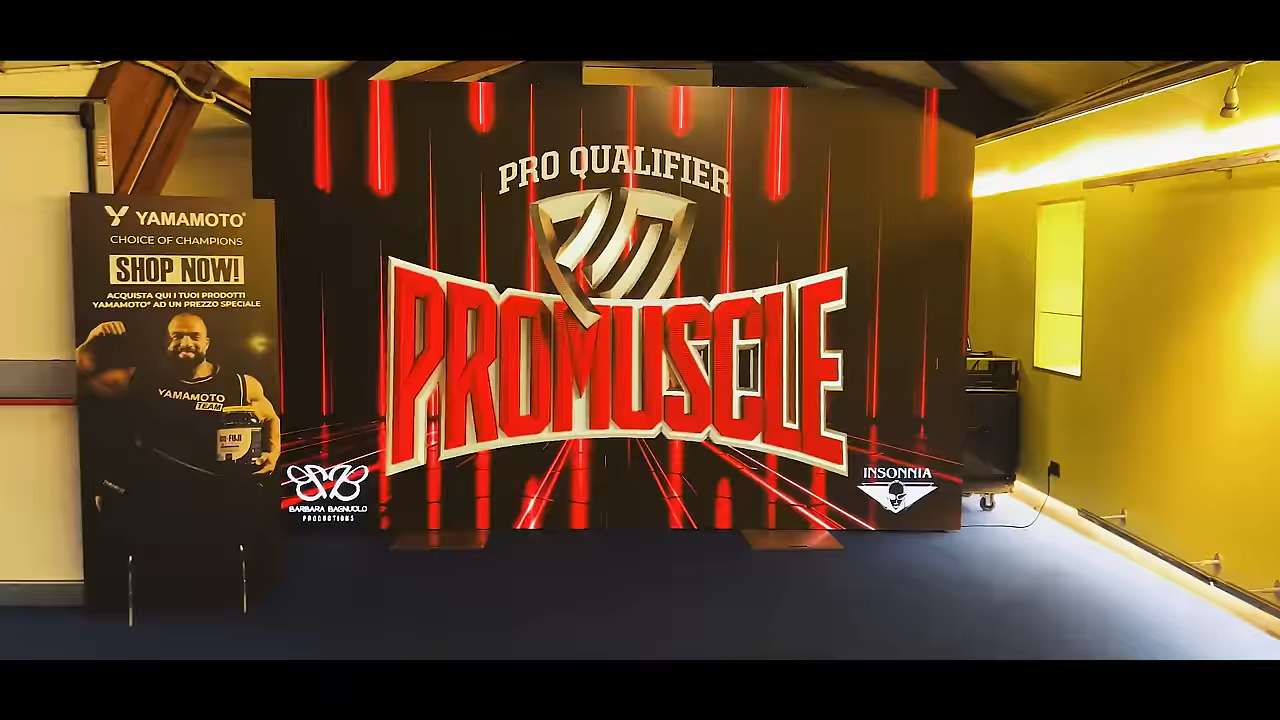 PRO QUALIFIER
PROMUSCLE
YAMAMOTO®
CHOICE OF CHAMPIONS
SHOP NOW!
ACQUISTA QUI I TUOI PRODOTTI
YAMAMOTO® AD UN PREZZO SPECIALE
YAMAMOTO
TEAM
FUJI
BARBARA BAGNUOLO
PRODUCTIONS
INSONNIA